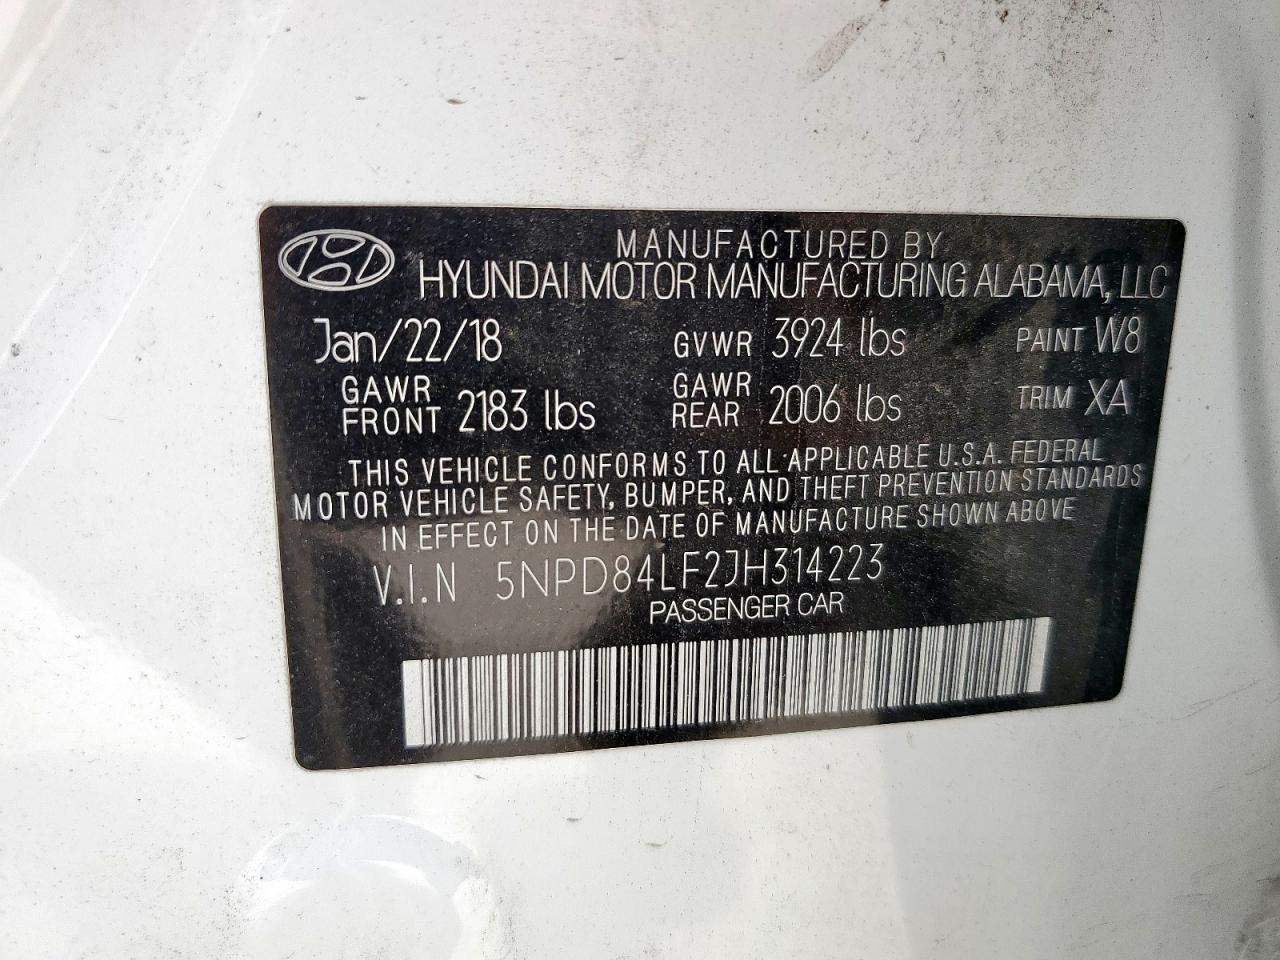 MANUFACTURED BY
HYUNDAI MOTOR MANUFACTURING ALABAMA, LLC
Jan/22/18 GVWR 3924 lbs PAINT W8
GAWR FRONT 2183 lbs GAWR REAR 2006 lbs TRIM XA
THIS VEHICLE CONFORMS TO ALL APPLICABLE U.S.A. FEDERAL
MOTOR VEHICLE SAFETY, BUMPER, AND THEFT PREVENTION STANDARDS
IN EFFECT ON THE DATE OF MANUFACTURE SHOWN ABOVE
V.I.N 5NPD84LF2JH314223
PASSENGER CAR